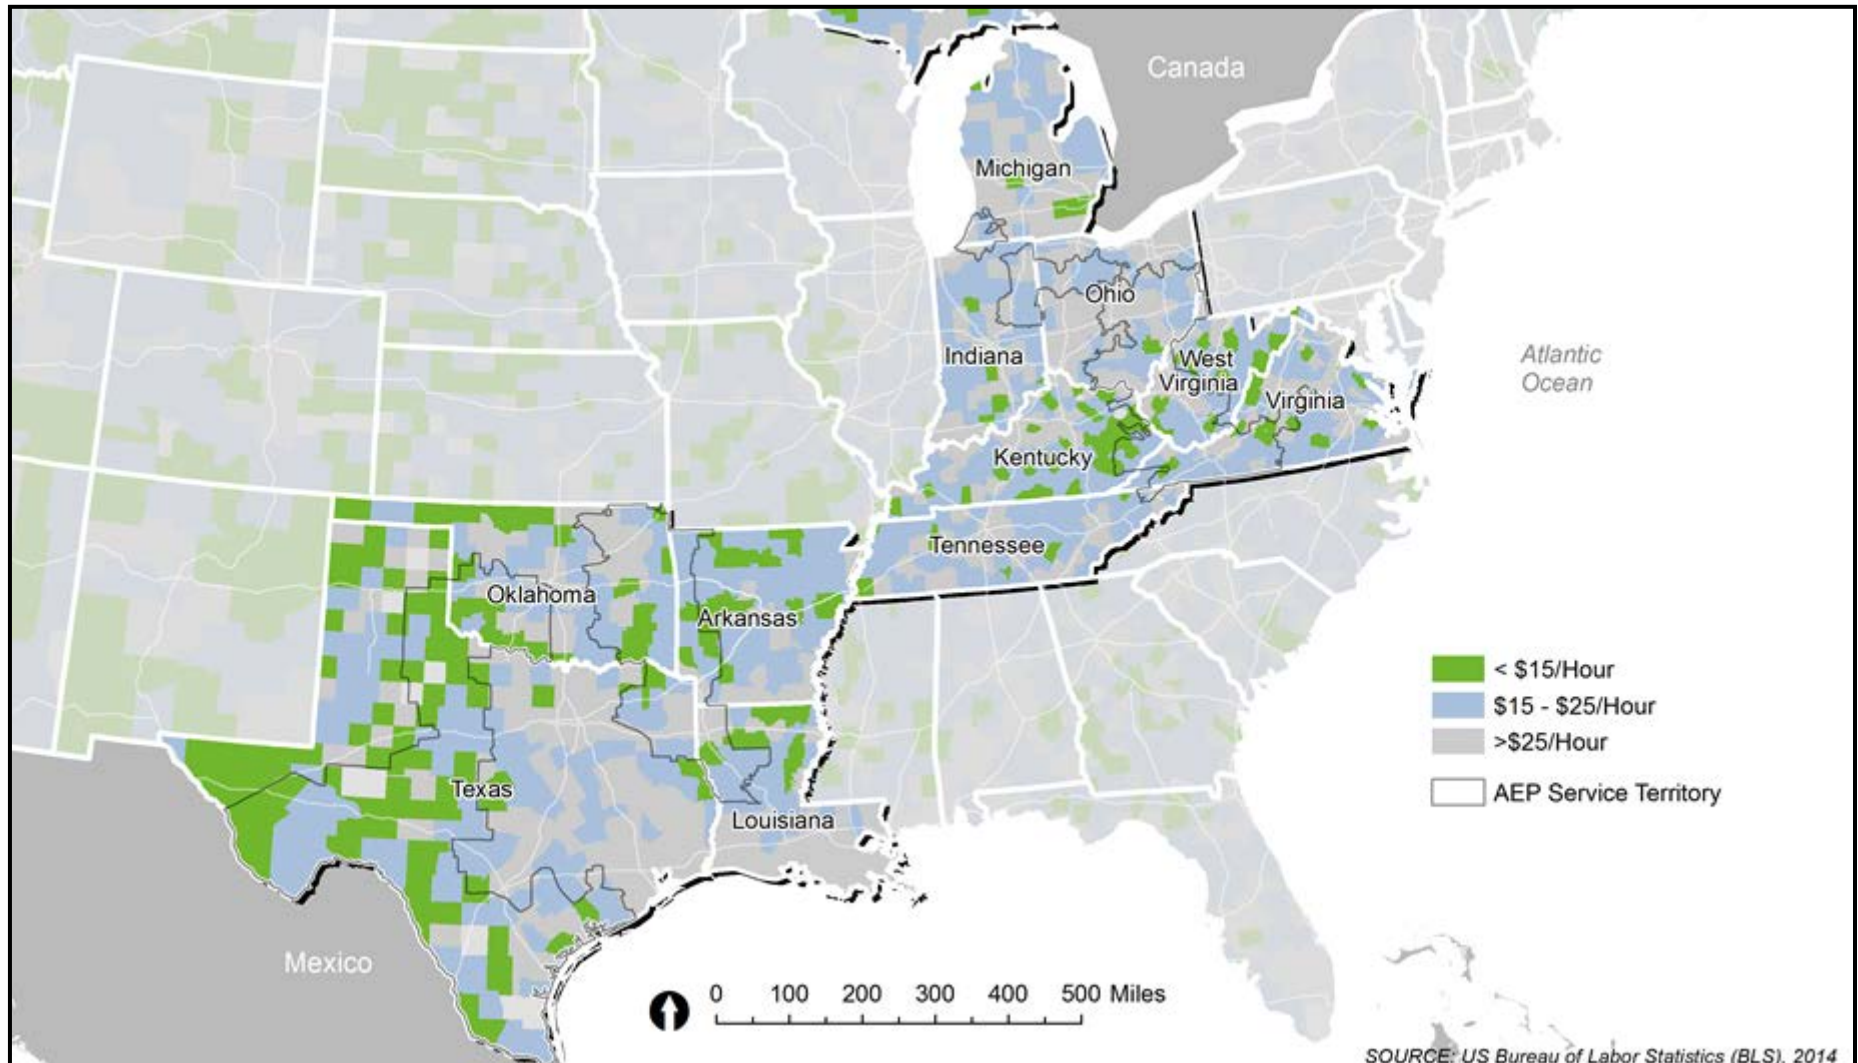 Canada
Michigan
Ohio
Indiana
West
Virginia
Virginia
Atlantic
Ocean
Kentucky
Tennessee
Oklahoma
Arkansas
Texas
Louisiana
Mexico
< $15/Hour
$15 - $25/Hour
>$25/Hour
AEP Service Territory
0 100 200 300 400 500 Miles
SOURCE: US Bureau of Labor Statistics (BLS), 2014